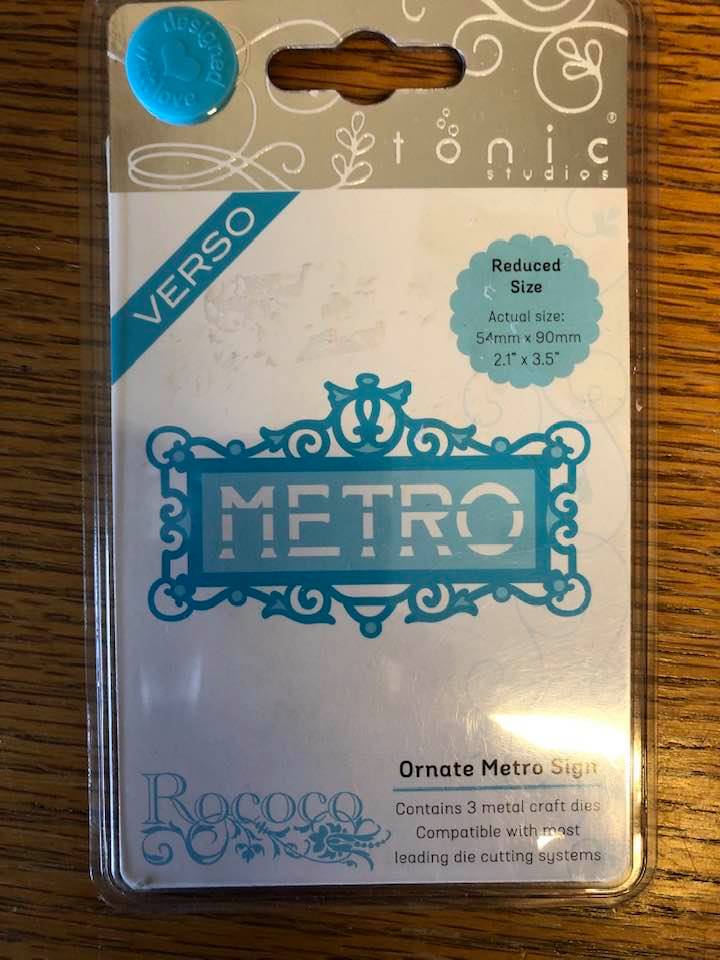 designed
with love
tonic®
studios
VERSO
Reduced
Size
Actual size:
54mm x 90mm
2.1" x 3.5"
METRO
Ornate Metro Sign
Rococo
Contains 3 metal craft dies
Compatible with most
leading die cutting systems